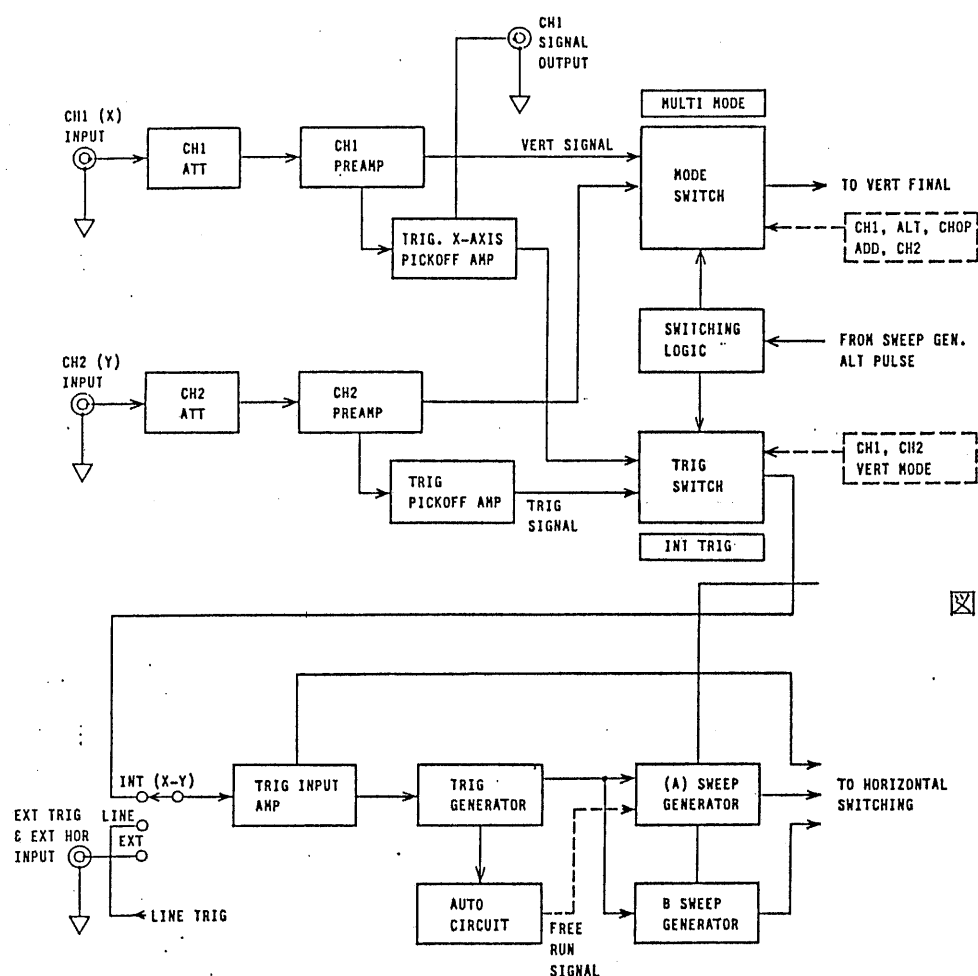 CH1
SIGNAL
OUTPUT
CH1 (X)
INPUT
CH1
ATT
CH1
PREAMP
VERT SIGNAL
MULTI MODE
MODE
SWITCH
TO VERT FINAL
CH1, ALT, CHOP
ADD, CH2
TRIG. X-AXIS
PICKOFF AMP
SWITCHING
LOGIC
FROM SWEEP GEN.
ALT PULSE
CH2 (Y)
INPUT
CH2
ATT
CH2
PREAMP
TRIG
PICKOFF AMP
TRIG
SIGNAL
TRIG
SWITCH
CH1, CH2
VERT MODE
INT TRIG
図
INT (X-Y)
LINE
EXT
EXT TRIG
& EXT HOR
INPUT
LINE TRIG
TRIG INPUT
AMP
TRIG
GENERATOR
(A) SWEEP
GENERATOR
TO HORIZONTAL
SWITCHING
AUTO
CIRCUIT
FREE
RUN
SIGNAL
B SWEEP
GENERATOR